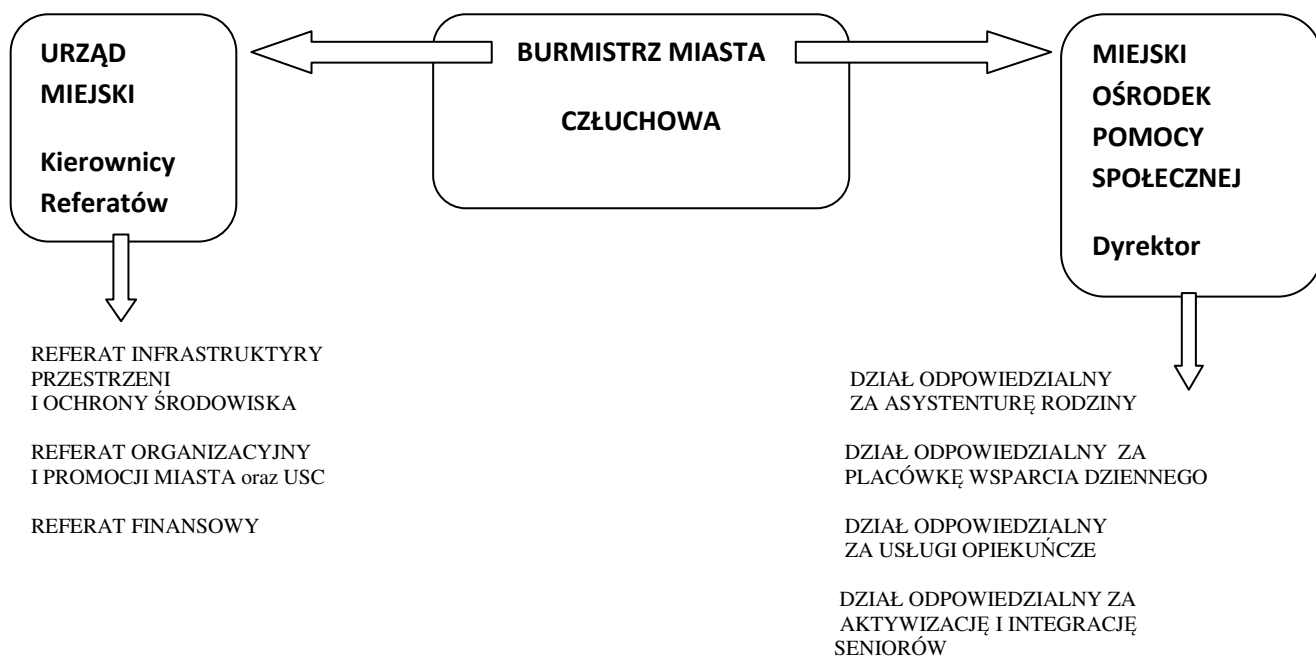 URZĄD
MIEJSKI
Kierownicy
Referatów
BURMISTRZ MIASTA
CZŁUCHOWA
MIEJSKI
OŚRODEK
POMOCY
SPOŁECZNEJ
Dyrektor
REFERAT INFRASTRUKTYRY
PRZESTRZENI
I OCHRONY ŚRODOWISKA
REFERAT ORGANIZACYJNY
I PROMOCJI MIASTA oraz USC
REFERAT FINANSOWY
DZIAŁ ODPOWIEDZIALNY
ZA ASYSTENTURĘ RODZINY
DZIAŁ ODPOWIEDZIALNY ZA
PLACÓWKĘ WSPARCIA DZIENNEGO
DZIAŁ ODPOWIEDZIALNY
ZA USŁUGI OPIEKUŃCZE
DZIAŁ ODPOWIEDZIALNY ZA
AKTYWIZACJĘ I INTEGRACJĘ
SENIORÓW